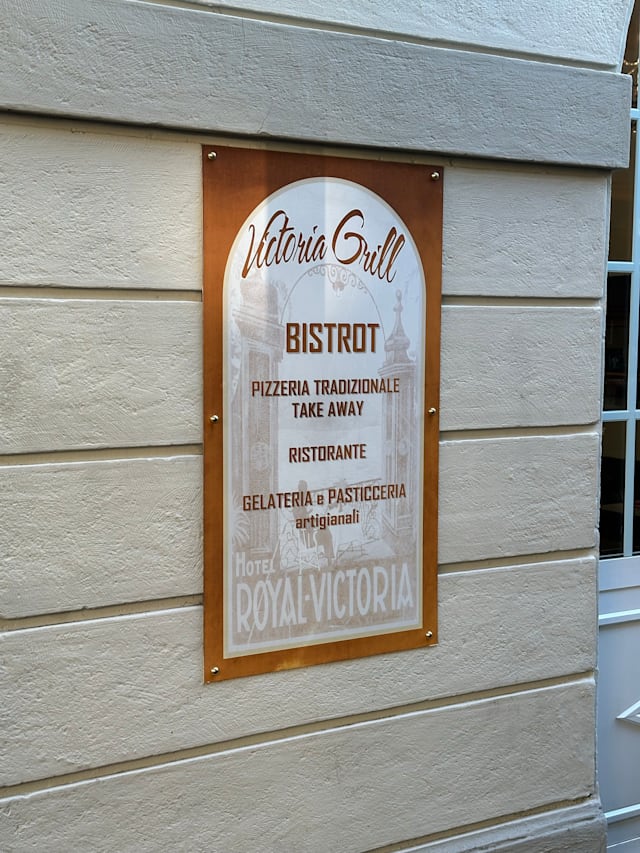 Victoria Grill
BISTROT
PIZZERIA TRADIZIONALE
TAKE AWAY
RISTORANTE
GELATERIA e PASTICCERIA
artigianali
HOTEL
ROYAL-VICTORIA